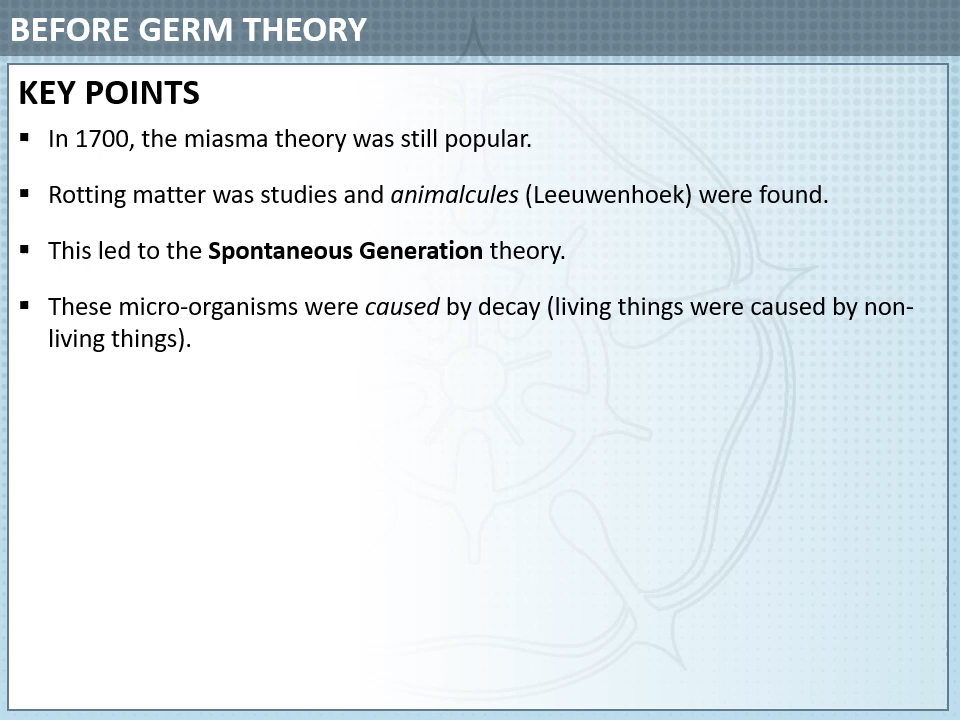 BEFORE GERM THEORY
KEY POINTS
▪ In 1700, the miasma theory was still popular.
▪ Rotting matter was studies and animalcules (Leeuwenhoek) were found.
▪ This led to the Spontaneous Generation theory.
▪ These micro-organisms were caused by decay (living things were caused by non-
living things).